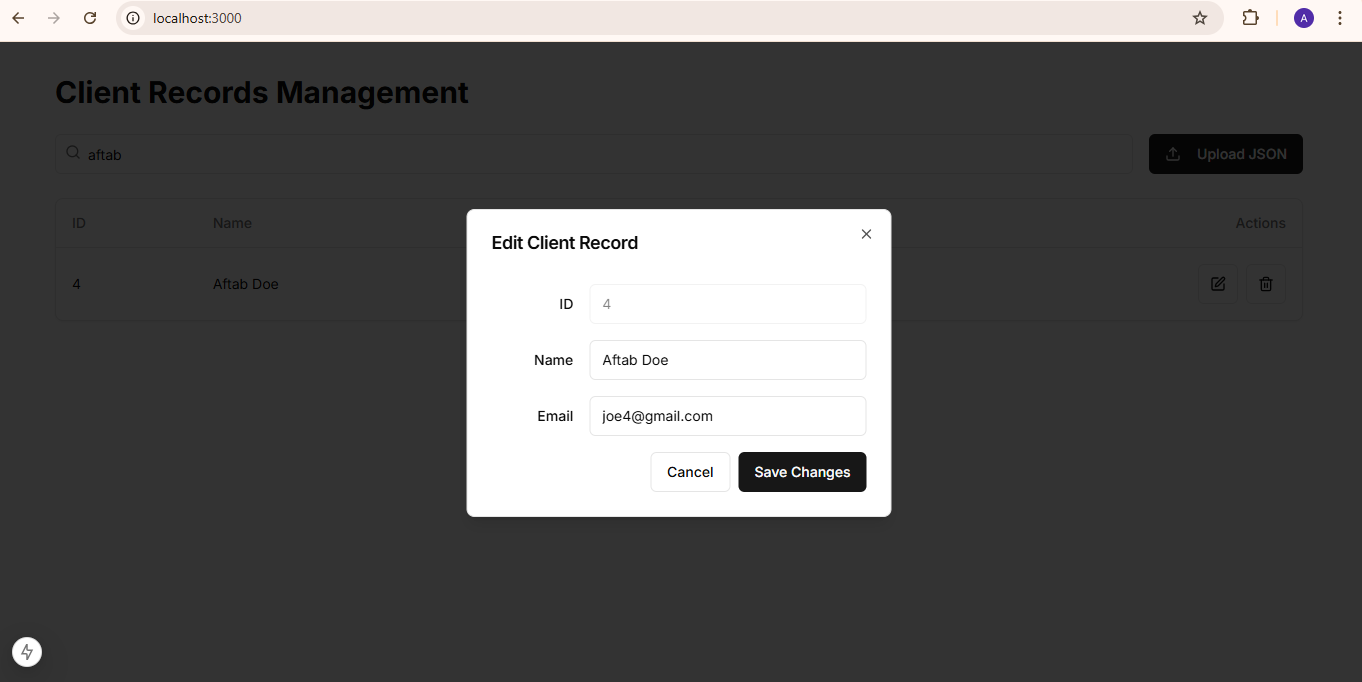 localhost:3000
A
Client Records Management
aftab
Upload JSON
ID Name Actions
4 Aftab Doe
Edit Client Record
ID 4
Name Aftab Doe
Email joe4@gmail.com
Cancel Save Changes